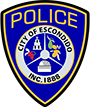 POLICE
CITY OF ESCONDIDO
INC. 1888